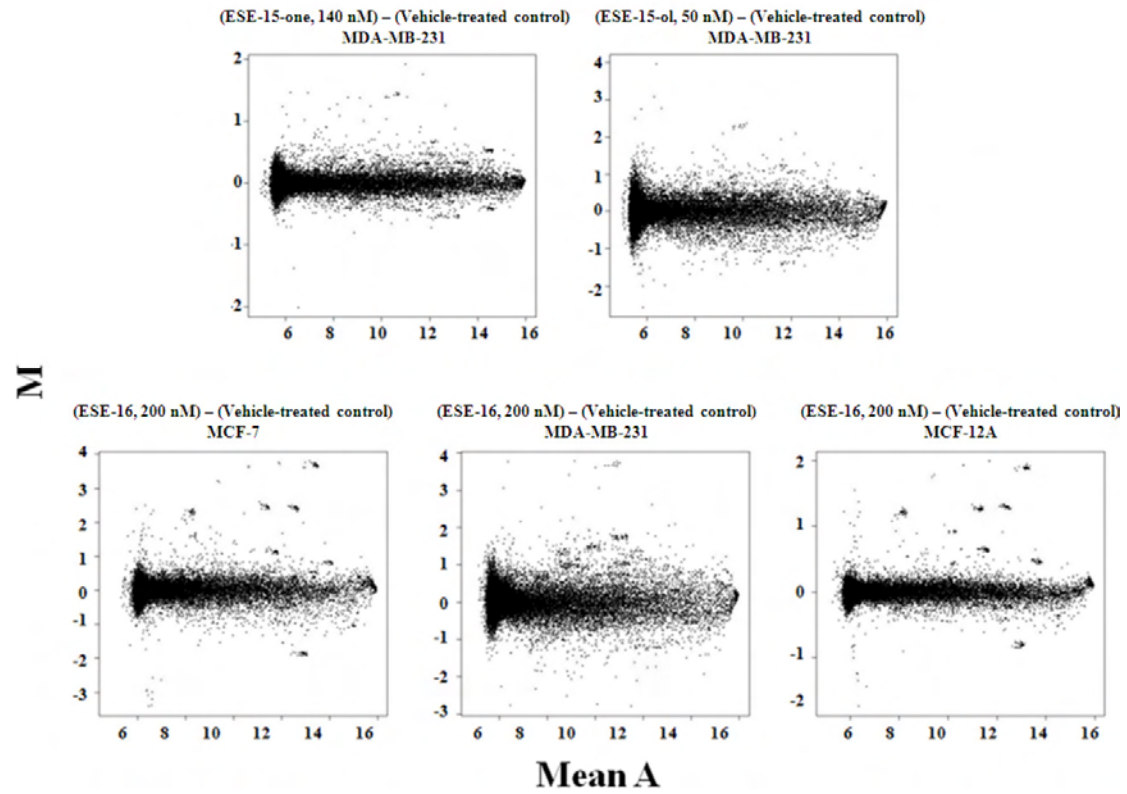 (ESE-15-one, 140 nM) – (Vehicle-treated control)
MDA-MB-231
(ESE-15-ol, 50 nM) – (Vehicle-treated control)
MDA-MB-231
2
1
0
-1
-2
6 8 10 12 14 16
4
3
2
1
0
-1
-2
6 8 10 12 14 16
M
(ESE-16, 200 nM) – (Vehicle-treated control)
MCF-7
(ESE-16, 200 nM) – (Vehicle-treated control)
MDA-MB-231
(ESE-16, 200 nM) – (Vehicle-treated control)
MCF-12A
4
3
2
1
0
-1
-2
-3
6 8 10 12 14 16
4
3
2
1
0
-1
-2
-3
6 8 10 12 14 16
2
1
0
-1
-2
6 8 10 12 14 16
Mean A